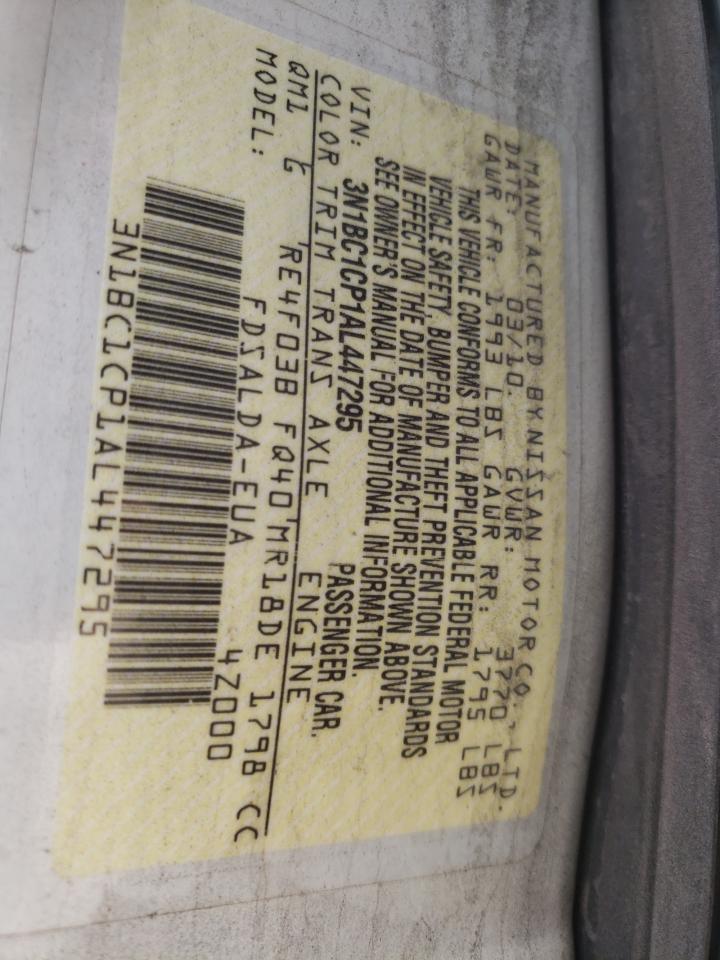 MANUFACTURED BY:NISSAN MOTOR CO., LTD.
DATE: 03/10. GVWR: 3770 LBS
GAWR FR: 1993 LBS GAWR RR: 1795 LBS
THIS VEHICLE CONFORMS TO ALL APPLICABLE FEDERAL MOTOR
VEHICLE SAFETY, BUMPER AND THEFT PREVENTION STANDARDS
IN EFFECT ON THE DATE OF MANUFACTURE SHOWN ABOVE.
SEE OWNER'S MANUAL FOR ADDITIONAL INFORMATION.
VIN: 3N1BC1CP1AL447295 PASSENGER CAR.
COLOR TRIM TRANS AXLE ENGINE
QM1 G 'RE4F03B FQ40'MR18DE 1798 CC
MODEL: FDSALDA-EUA 4Z000
3N1BC1CP1AL447295